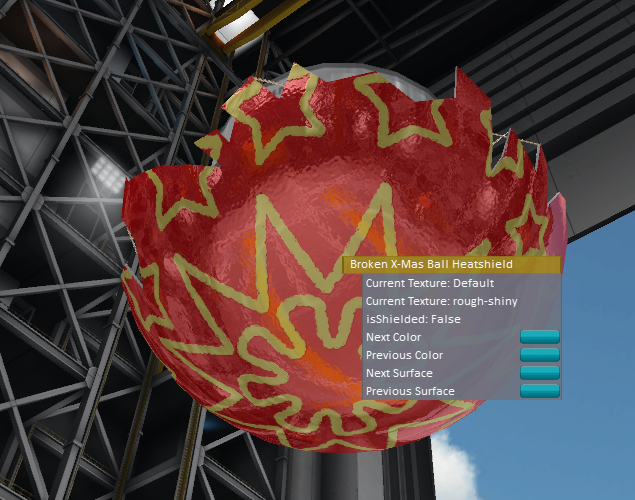 Broken X-Mas Ball Heatshield
Current Texture: Default
Current Texture: rough-shiny
isShielded: False
Next Color
Previous Color
Next Surface
Previous Surface